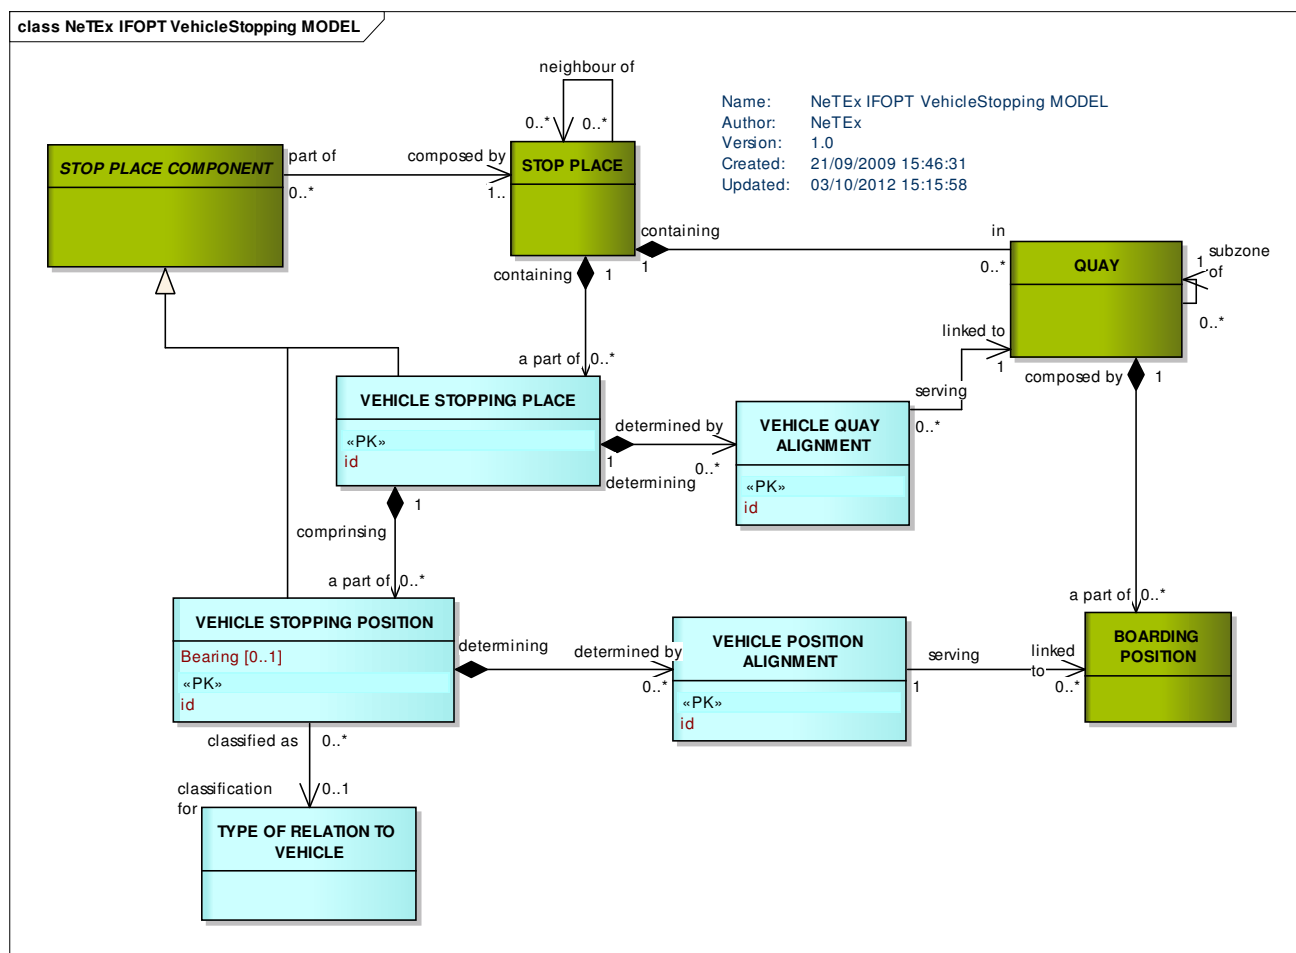 class NeTEx IFOPT VehicleStopping MODEL
neighbour of
0..*
0..*
Name: NeTEx IFOPT VehicleStopping MODEL
Author: NeTEx
Version: 1.0
Created: 21/09/2009 15:46:31
Updated: 03/10/2012 15:15:58
STOP PLACE COMPONENT
part of
0..*
composed by
1..
STOP PLACE
containing
1
in
0..*
containing
1
QUAY
1
subzone
of
0..*
linked to
1
composed by
1
a part of
0..*
VEHICLE STOPPING PLACE
«PK»
id
determined by
0..*
1
determining
VEHICLE QUAY
ALIGNMENT
«PK»
id
serving
0..*
1
comprinsing
a part of
0..*
a part of
0..*
VEHICLE STOPPING POSITION
Bearing [0..1]
«PK»
id
determining
determined by
0..*
VEHICLE POSITION
ALIGNMENT
«PK»
id
serving
1
linked
to
0..*
BOARDING
POSITION
classified as
0..*
classification
for
0..1
TYPE OF RELATION TO
VEHICLE